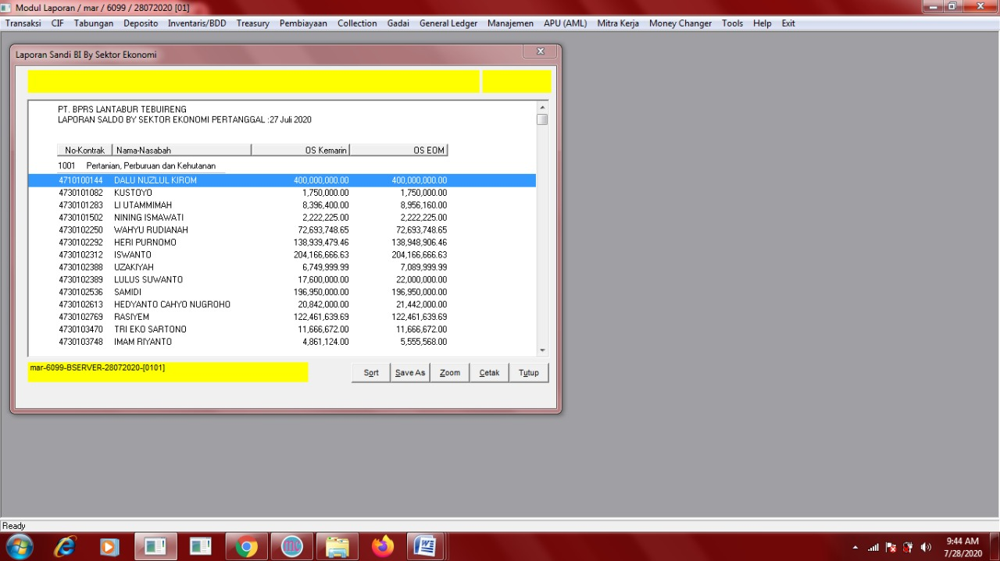 Modul Laporan / mar / 6099 / 28072020 [01]
Transaksi CIF Tabungan Deposito Inventaris/BDD Treasury Pembiayaan Collection Gadai General Ledger Manajemen APU (AML) Mitra Kerja Money Changer Tools Help Exit
Laporan Sandi BI By Sektor Ekonomi
PT. BPRS LANTABUR TEBUIRENG
LAPORAN SALDO BY SEKTOR EKONOMI PERTANGGAL :27 Juli 2020
No-Kontrak Nama-Nasabah OS Kemarin OS EOM
1001 Pertanian, Perburuan dan Kehutanan
4710100144 DALU NUZLUL KIROM 400,000,000.00 400,000,000.00
4730101082 KUSTOYO 1,750,000.00 1,750,000.00
4730101283 LI UTAMMIMAH 8,396,400.00 8,956,160.00
4730101502 NINING ISMAWATI 2,222,225.00 2,222,225.00
4730102250 WAHYU RUDIANAH 72,693,748.65 72,693,748.65
4730102292 HERI PURNOMO 138,939,479.46 138,948,906.46
4730102312 ISWANTO 204,166,666.63 204,166,666.63
4730102388 UZAKIYAH 6,749,999.99 7,089,999.99
4730102389 LULUS SUWANTO 17,600,000.00 22,000,000.00
4730102536 SAMIDI 196,950,000.00 196,950,000.00
4730102613 HEDYANTO CAHYO NUGROHO 20,842,000.00 21,442,000.00
4730102769 RASIYEM 122,461,639.69 122,461,639.69
4730103470 TRI EKO SARTONO 11,666,672.00 11,666,672.00
4730103748 IMAM RIYANTO 4,861,124.00 5,555,568.00
mar-6099-BSERVER-28072020-[0101]
Sort Save As Zoom Cetak Tutup
Ready
9:44 AM
7/28/2020